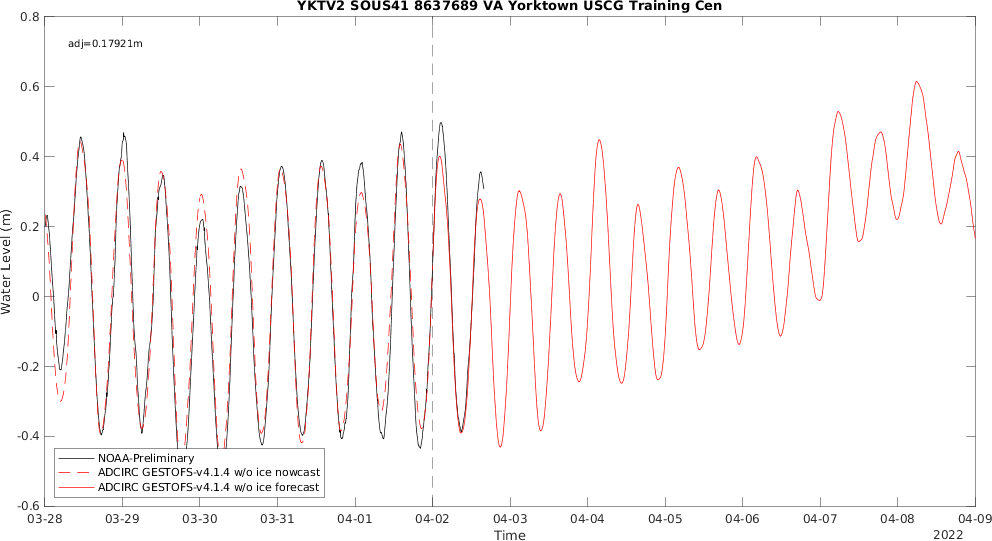 YKTV2 SOUS41 8637689 VA Yorktown USCG Training Cen
adj=0.17921m
0.8
0.6
0.4
0.2
0
-0.2
-0.4
-0.6
Water Level (m)
NOAA-Preliminary
ADCIRC GESTOFS-v4.1.4 w/o ice nowcast
ADCIRC GESTOFS-v4.1.4 w/o ice forecast
03-28 03-29 03-30 03-31 04-01 04-02 04-03 04-04 04-05 04-06 04-07 04-08 04-09
Time
2022